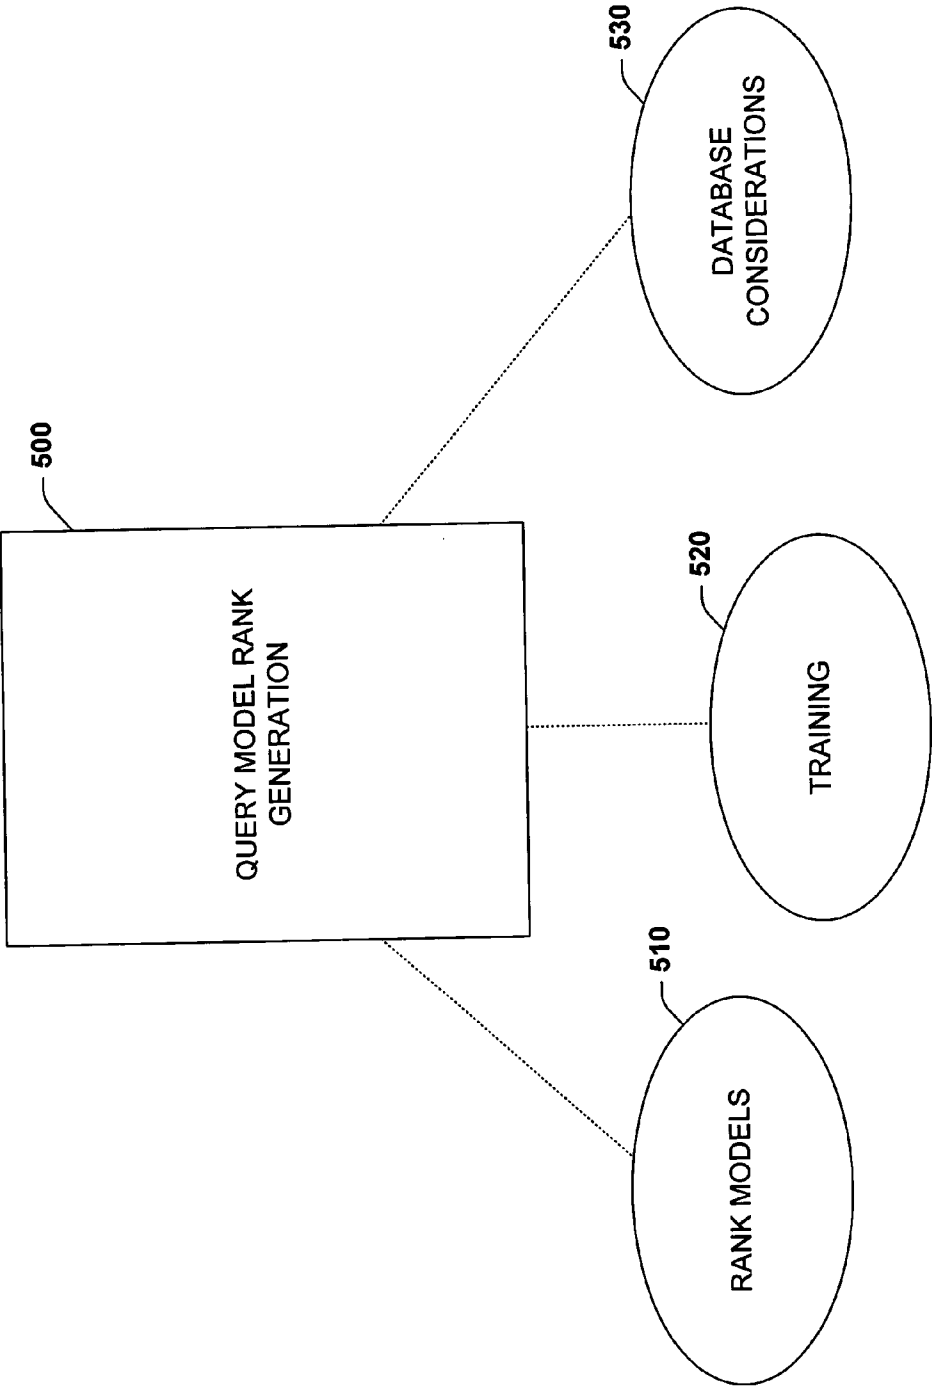 500
QUERY MODEL RANK
GENERATION
510
RANK MODELS
520
TRAINING
530
DATABASE
CONSIDERATIONS